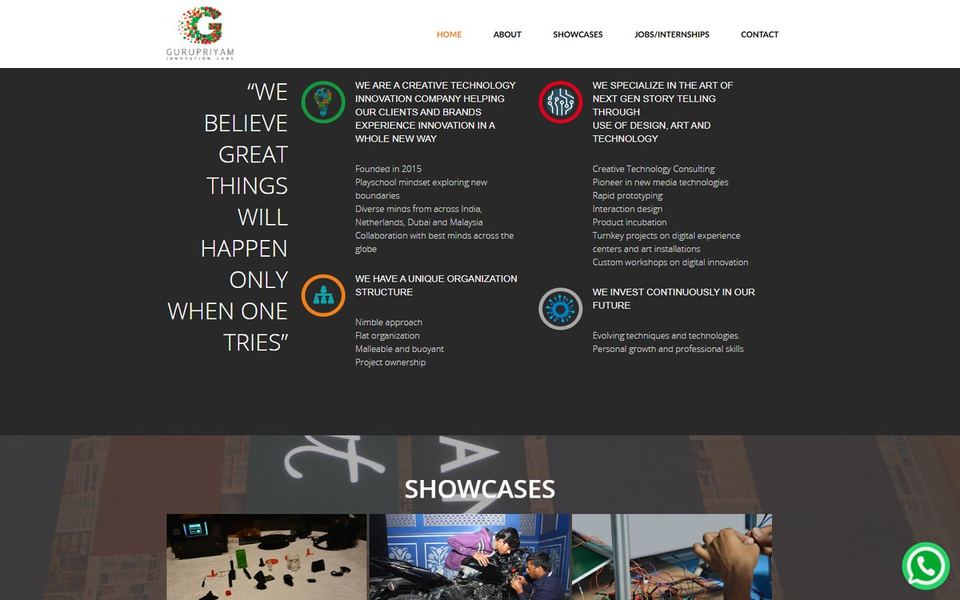 GURUPRIYAM
INNOVATION LABS
HOME
ABOUT
SHOWCASES
JOBS/INTERNSHIPS
CONTACT
“WE
BELIEVE
GREAT
THINGS
WILL
HAPPEN
ONLY
WHEN ONE
TRIES”
WE ARE A CREATIVE TECHNOLOGY
INNOVATION COMPANY HELPING
OUR CLIENTS AND BRANDS
EXPERIENCE INNOVATION IN A
WHOLE NEW WAY
Founded in 2015
Playschool mindset exploring new
boundaries
Diverse minds from across India,
Netherlands, Dubai and Malaysia
Collaboration with best minds across the
globe
WE HAVE A UNIQUE ORGANIZATION
STRUCTURE
Nimble approach
Flat organization
Malleable and buoyant
Project ownership
WE SPECIALIZE IN THE ART OF
NEXT GEN STORY TELLING
THROUGH
USE OF DESIGN, ART AND
TECHNOLOGY
Creative Technology Consulting
Pioneer in new media technologies
Rapid prototyping
Interaction design
Product incubation
Turnkey projects on digital experience
centers and art installations
Custom workshops on digital innovation
WE INVEST CONTINUOUSLY IN OUR
FUTURE
Evolving techniques and technologies.
Personal growth and professional skills
SHOWCASES